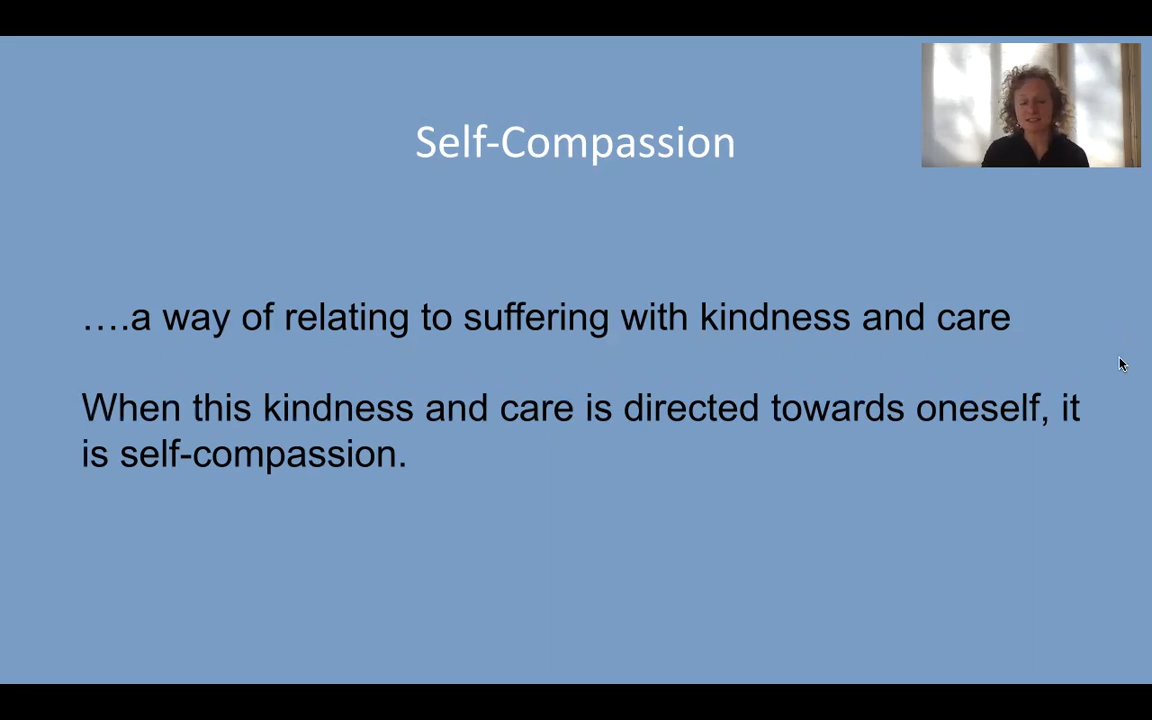 Self-Compassion
….a way of relating to suffering with kindness and care
When this kindness and care is directed towards oneself, it
is self-compassion.